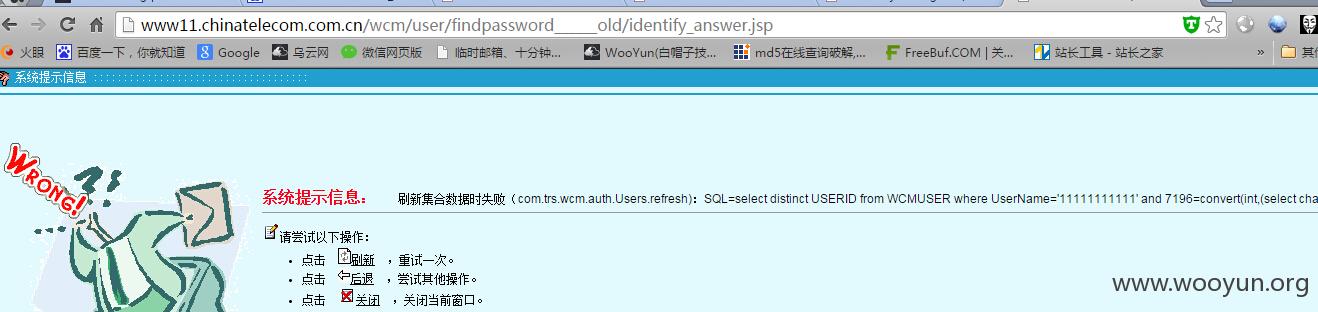 www11.chinatelecom.com.cn/wcm/user/findpassword______old/identify_answer.jsp
火眼 百度一下，你就知道 Google 乌云网 微信网页版 临时邮箱、十分钟... WooYun(白帽子技... md5在线查询破解,... FreeBuf.COM | 关... 站长工具 - 站长之家 » 其
系统提示信息 ::::::::::::::::::::::::::::::::::::
WRONG!
系统提示信息： 刷新集合数据时失败（com.trs.wcm.auth.Users.refresh)：SQL=select distinct USERID from WCMUSER where UserName='11111111111' and 7196=convert(int,(select cha
请尝试以下操作:
• 点击 刷新 ，重试一次。
• 点击 后退 ，尝试其他操作。
• 点击 关闭 ，关闭当前窗口。
www.wooyun.org